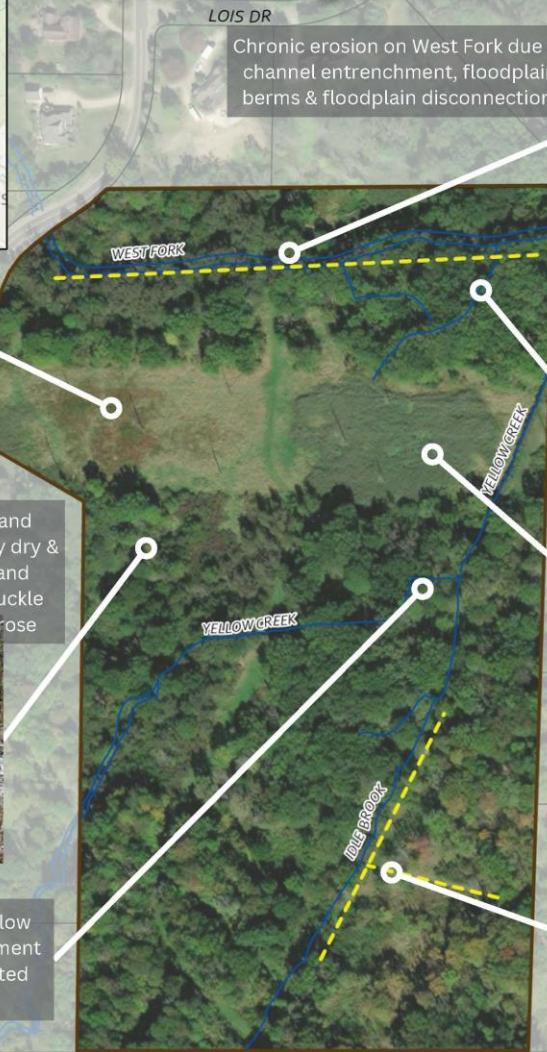 LOIS DR
Chronic erosion on West Fork due
channel entrenchment, floodplain
berms & floodplain disconnection
WEST FORK
YELLOW CREEK
and
y dry &
and
uckle
rose
YELLOW CREEK
IDLE BROOK
low
ment
ted